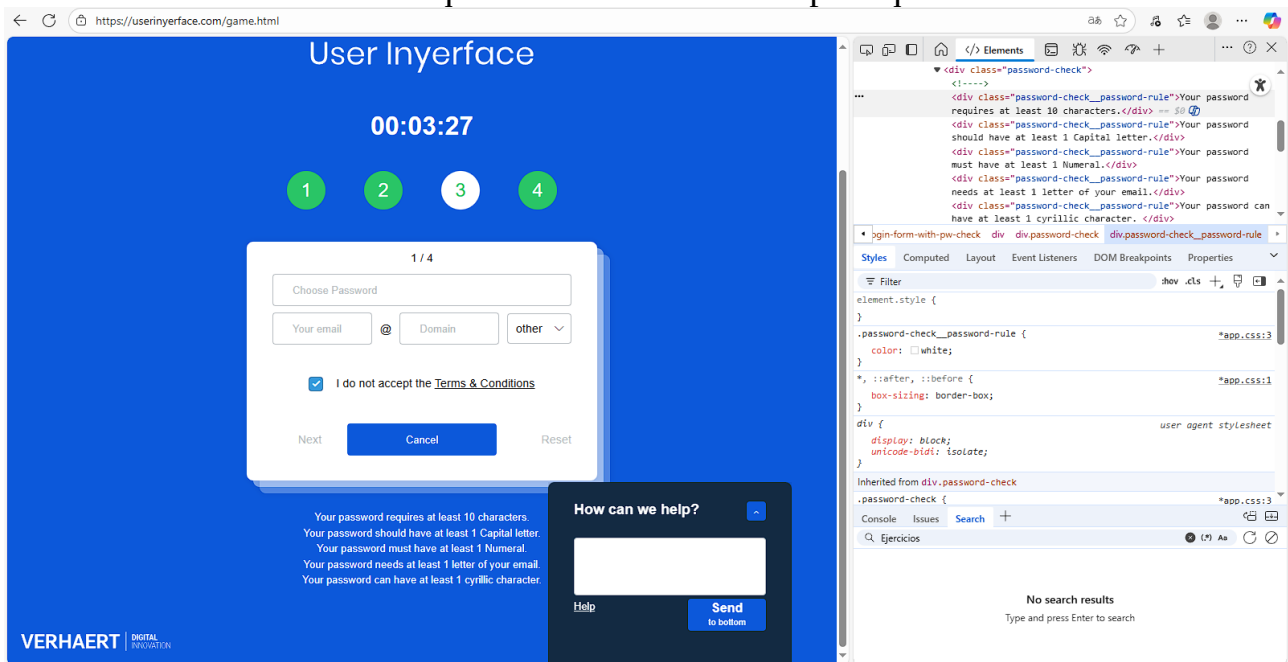 https://userinyerface.com/game.html
User Inyerface
00:03:27
1 2 3 4
1 / 4
Choose Password
Your email @ Domain other
I do not accept the Terms & Conditions
Next Cancel Reset
Your password requires at least 10 characters.
Your password should have at least 1 Capital letter.
Your password must have at least 1 Numeral.
Your password needs at least 1 letter of your email.
Your password can have at least 1 cyrillic character.
How can we help?
Help
Send
to bottom
VERHAERT DIGITAL
INNOVATION
</> Elements
<div class="password-check">
<!---->
<div class="password-check__password-rule">Your password
requires at least 10 characters.</div> == $0
<div class="password-check__password-rule">Your password
should have at least 1 Capital letter.</div>
<div class="password-check__password-rule">Your password
must have at least 1 Numeral.</div>
<div class="password-check__password-rule">Your password
needs at least 1 letter of your email.</div>
<div class="password-check__password-rule">Your password can
have at least 1 cyrillic character. </div>
ogin-form-with-pw-check div div.password-check div.password-check__password-rule
Styles Computed Layout Event Listeners DOM Breakpoints Properties
Filter :hov .cls
element.style {
}
.password-check__password-rule { *app.css:3
color: white;
}
*, ::after, ::before { *app.css:1
box-sizing: border-box;
}
div { user agent stylesheet
display: block;
unicode-bidi: isolate;
}
Inherited from div.password-check
.password-check { *app.css:3
Console Issues Search
Ejercicios (.*) Aa
No search results
Type and press Enter to search